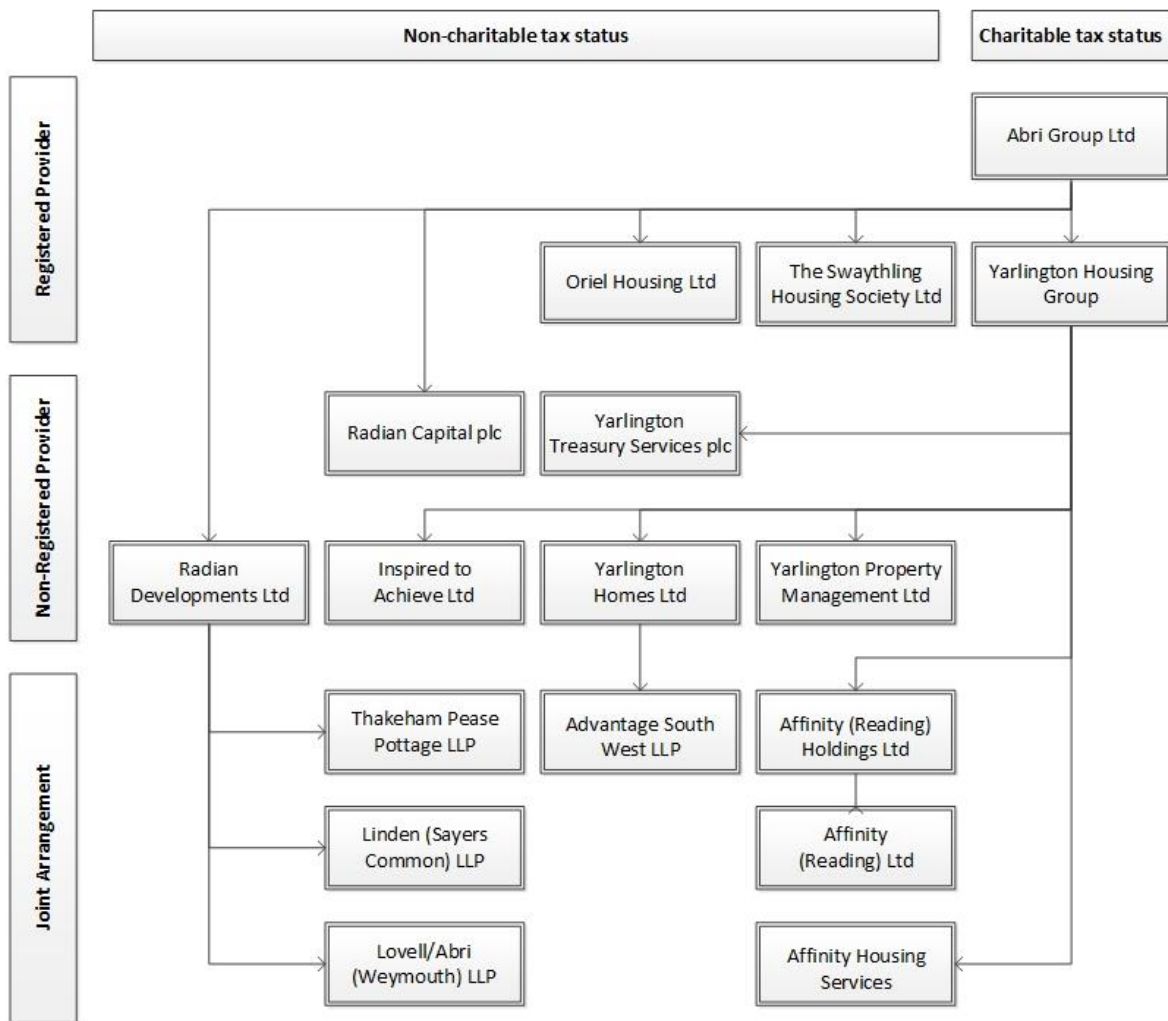 Non-charitable tax status
Charitable tax status
Registered Provider
Abri Group Ltd
Oriel Housing Ltd
The Swaythling
Housing Society Ltd
Yarlington Housing
Group
Non-Registered Provider
Radian Capital plc
Yarlington
Treasury Services plc
Radian
Developments Ltd
Inspired to
Achieve Ltd
Yarlington
Homes Ltd
Yarlington Property
Management Ltd
Joint Arrangement
Thakeham Pease
Pottage LLP
Advantage South
West LLP
Affinity (Reading)
Holdings Ltd
Linden (Sayers
Common) LLP
Affinity
(Reading) Ltd
Lovell/Abri
(Weymouth) LLP
Affinity Housing
Services